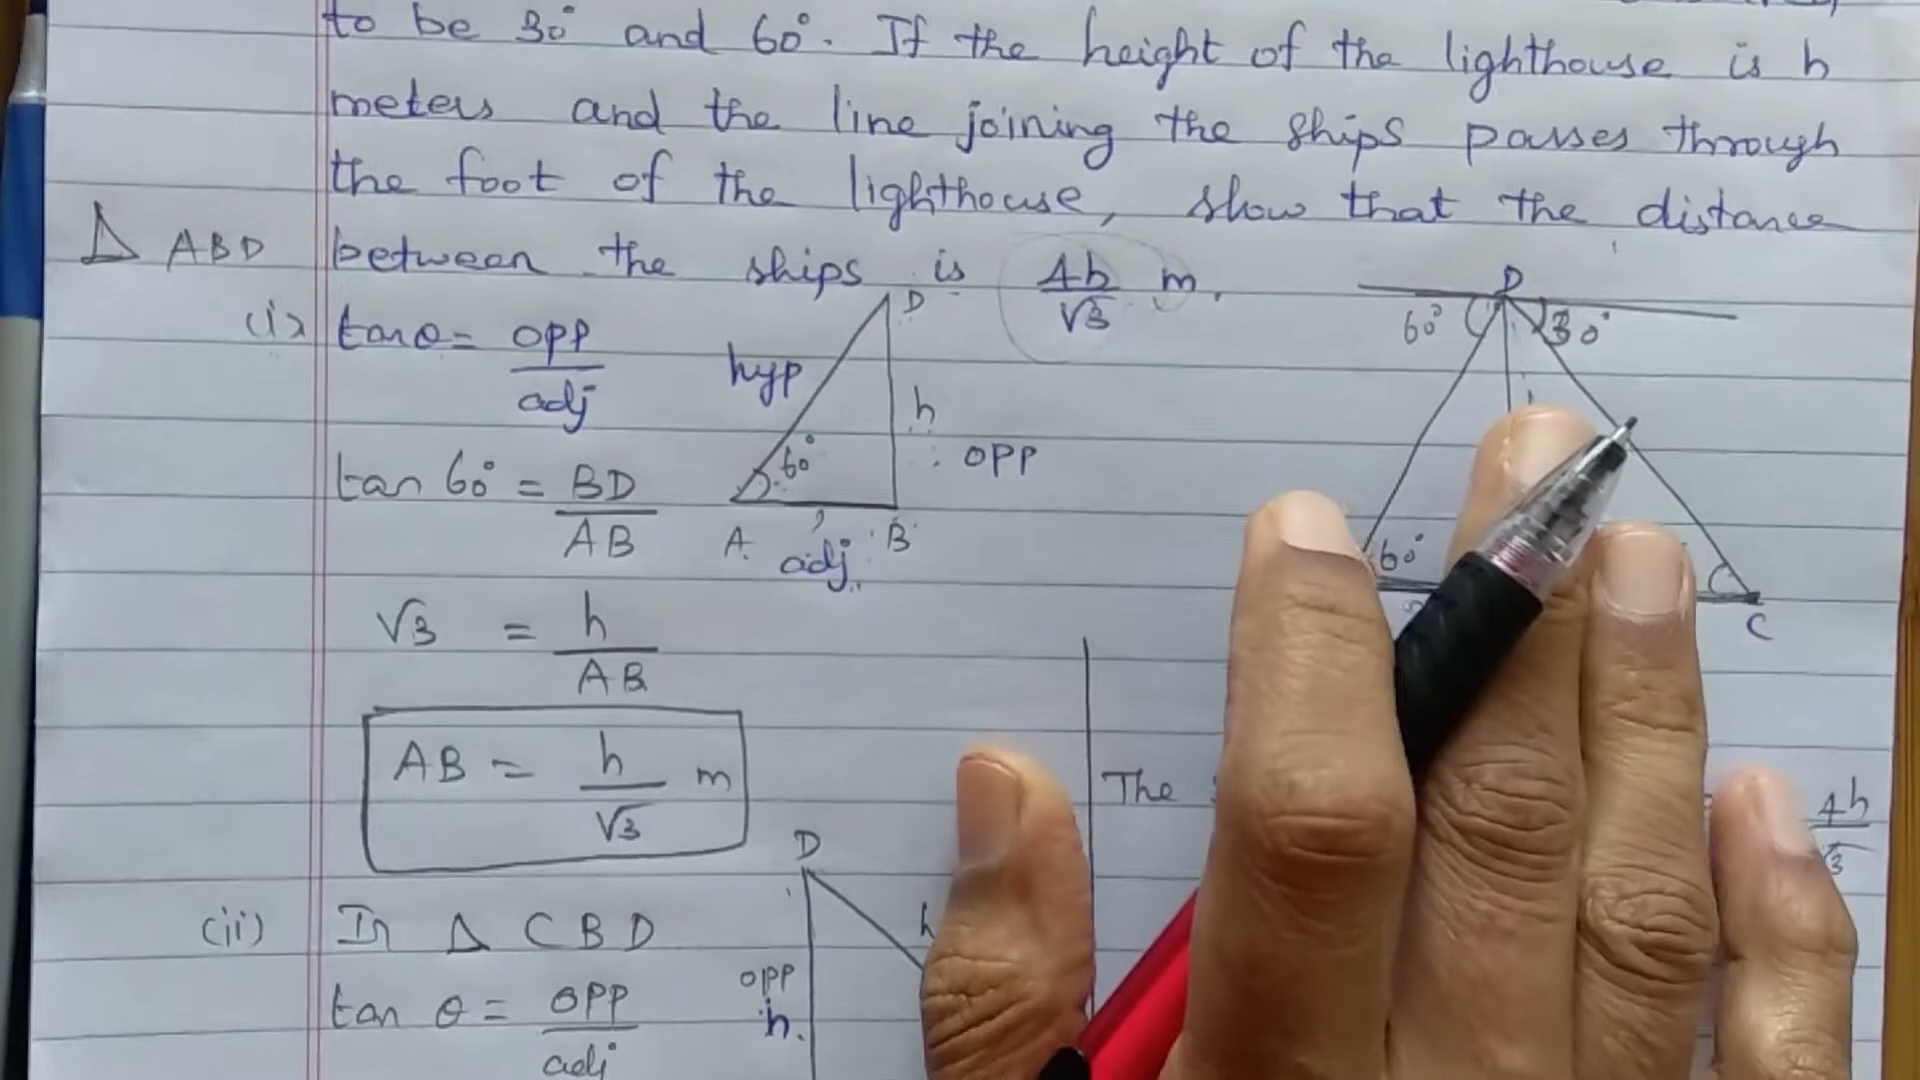 to be 30° and 60°. If the height of the lighthouse is h
meters and the line joining the ships passes through
the foot of the lighthouse, show that the distance
between the ships is 4h/√3 m.
Δ ABD
(i) tanθ = opp/adj
hyp
D
h
opp
60°
A
adj
B
D
60°
30°
60°
C
tan 60° = BD/AB
√3 = h/AB
AB = h/√3 m
The
4h/√3
(ii) In Δ CBD
D
tan θ = opp/adj
opp
h.